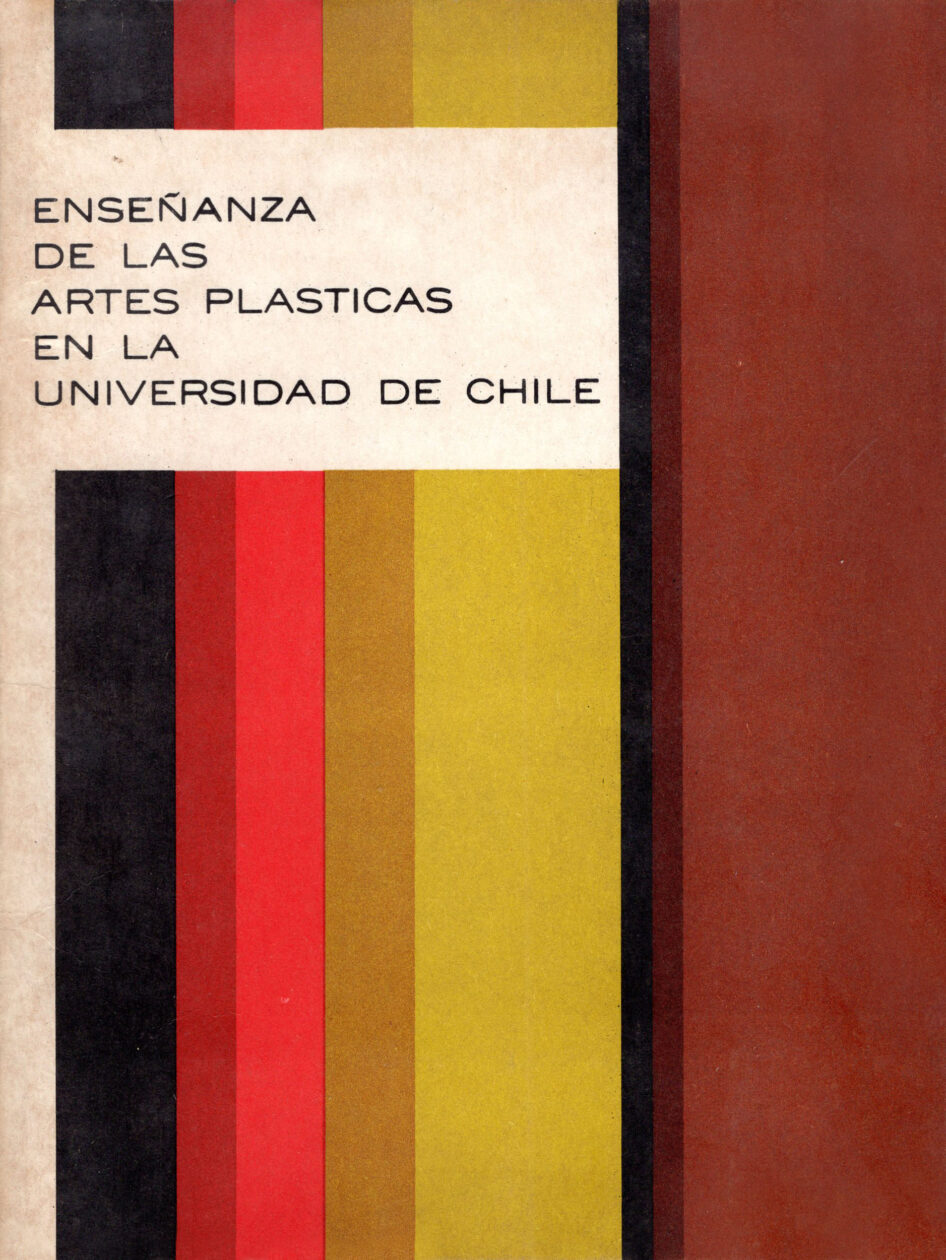 ENSEÑANZA
DE LAS
ARTES PLASTICAS
EN LA
UNIVERSIDAD DE CHILE